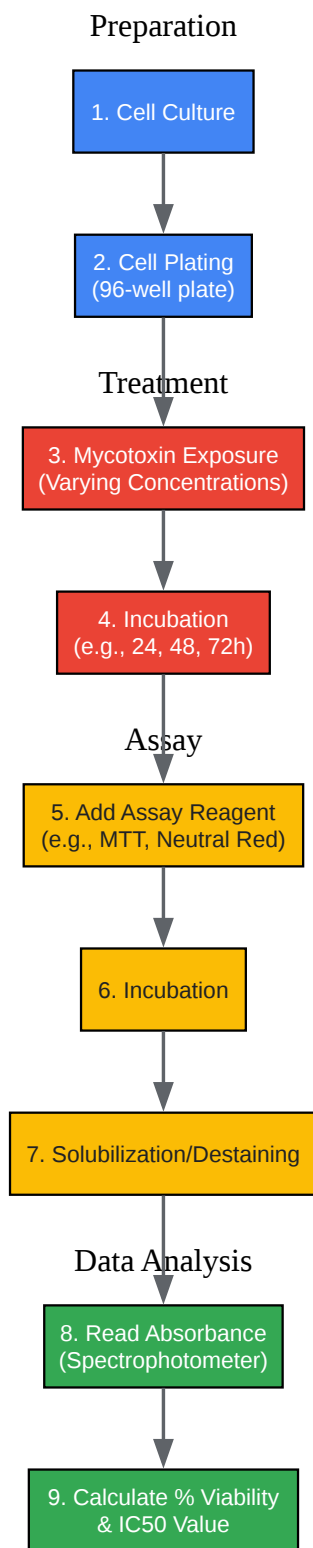 Preparation
1. Cell Culture
2. Cell Plating
(96-well plate)
Treatment
3. Mycotoxin Exposure
(Varying Concentrations)
4. Incubation
(e.g., 24, 48, 72h)
Assay
5. Add Assay Reagent
(e.g., MTT, Neutral Red)
6. Incubation
7. Solubilization/Destaining
Data Analysis
8. Read Absorbance
(Spectrophotometer)
9. Calculate % Viability
& IC50 Value